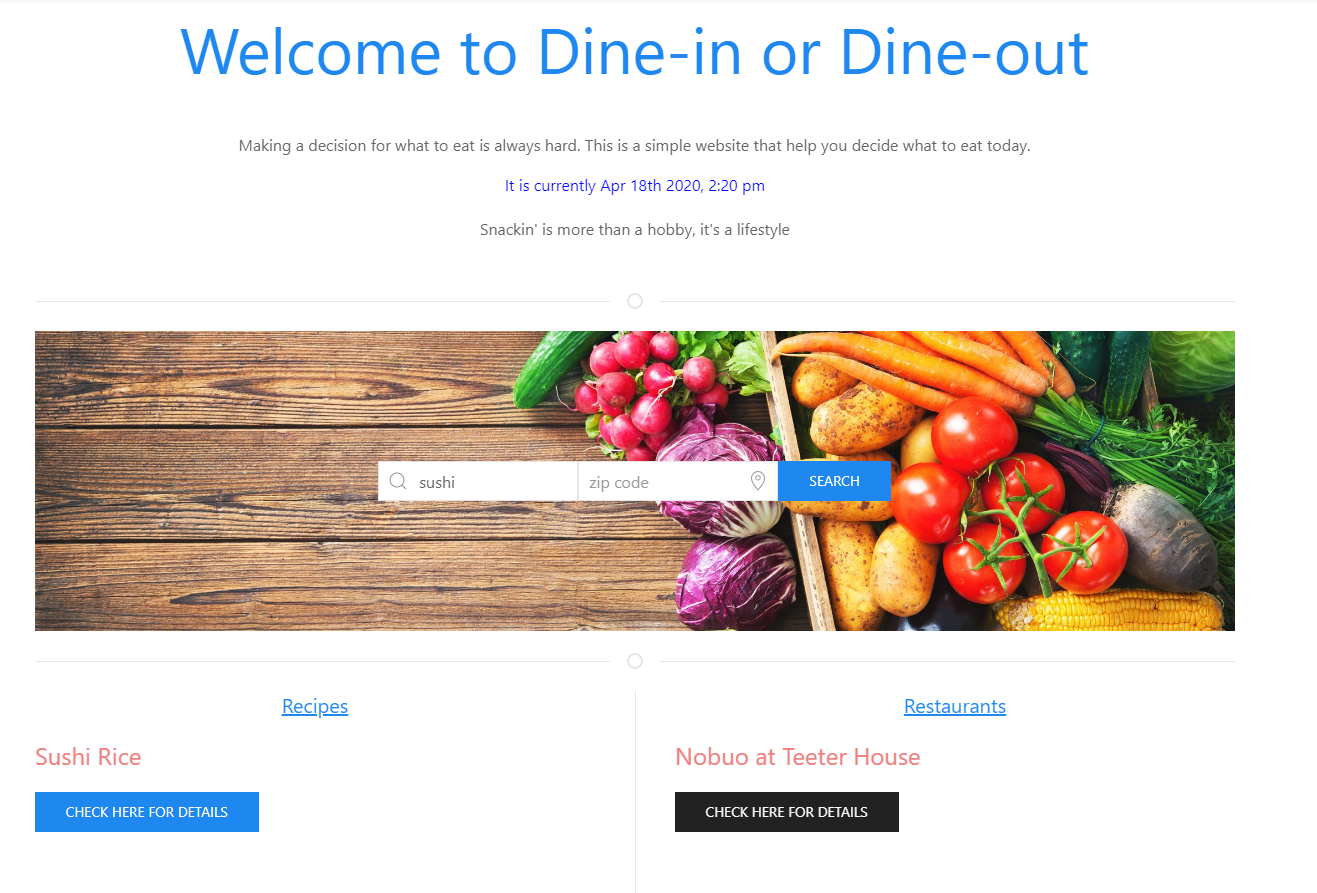 Welcome to Dine-in or Dine-out
Making a decision for what to eat is always hard. This is a simple website that help you decide what to eat today.
It is currently Apr 18th 2020, 2:20 pm
Snackin' is more than a hobby, it's a lifestyle
sushi zip code SEARCH
Recipes
Sushi Rice
CHECK HERE FOR DETAILS
Restaurants
Nobuo at Teeter House
CHECK HERE FOR DETAILS